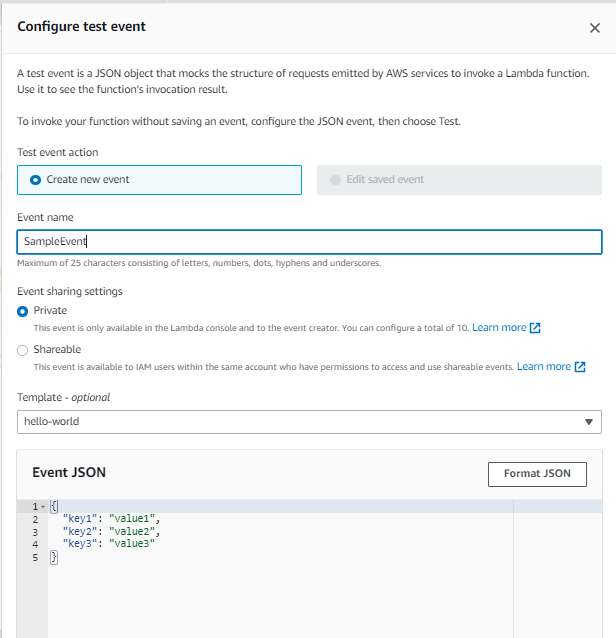 Configure test event
A test event is a JSON object that mocks the structure of requests emitted by AWS services to invoke a Lambda function.
Use it to see the function's invocation result.
To invoke your function without saving an event, configure the JSON event, then choose Test.
Test event action
Create new event
Edit saved event
Event name
SampleEvent
Maximum of 25 characters consisting of letters, numbers, dots, hyphens and underscores.
Event sharing settings
Private
This event is only available in the Lambda console and to the event creator. You can configure a total of 10. Learn more
Shareable
This event is available to IAM users within the same account who have permissions to access and use shareable events. Learn more
Template - optional
hello-world
Event JSON
Format JSON
1 {
2 "key1": "value1",
3 "key2": "value2",
4 "key3": "value3"
5 }